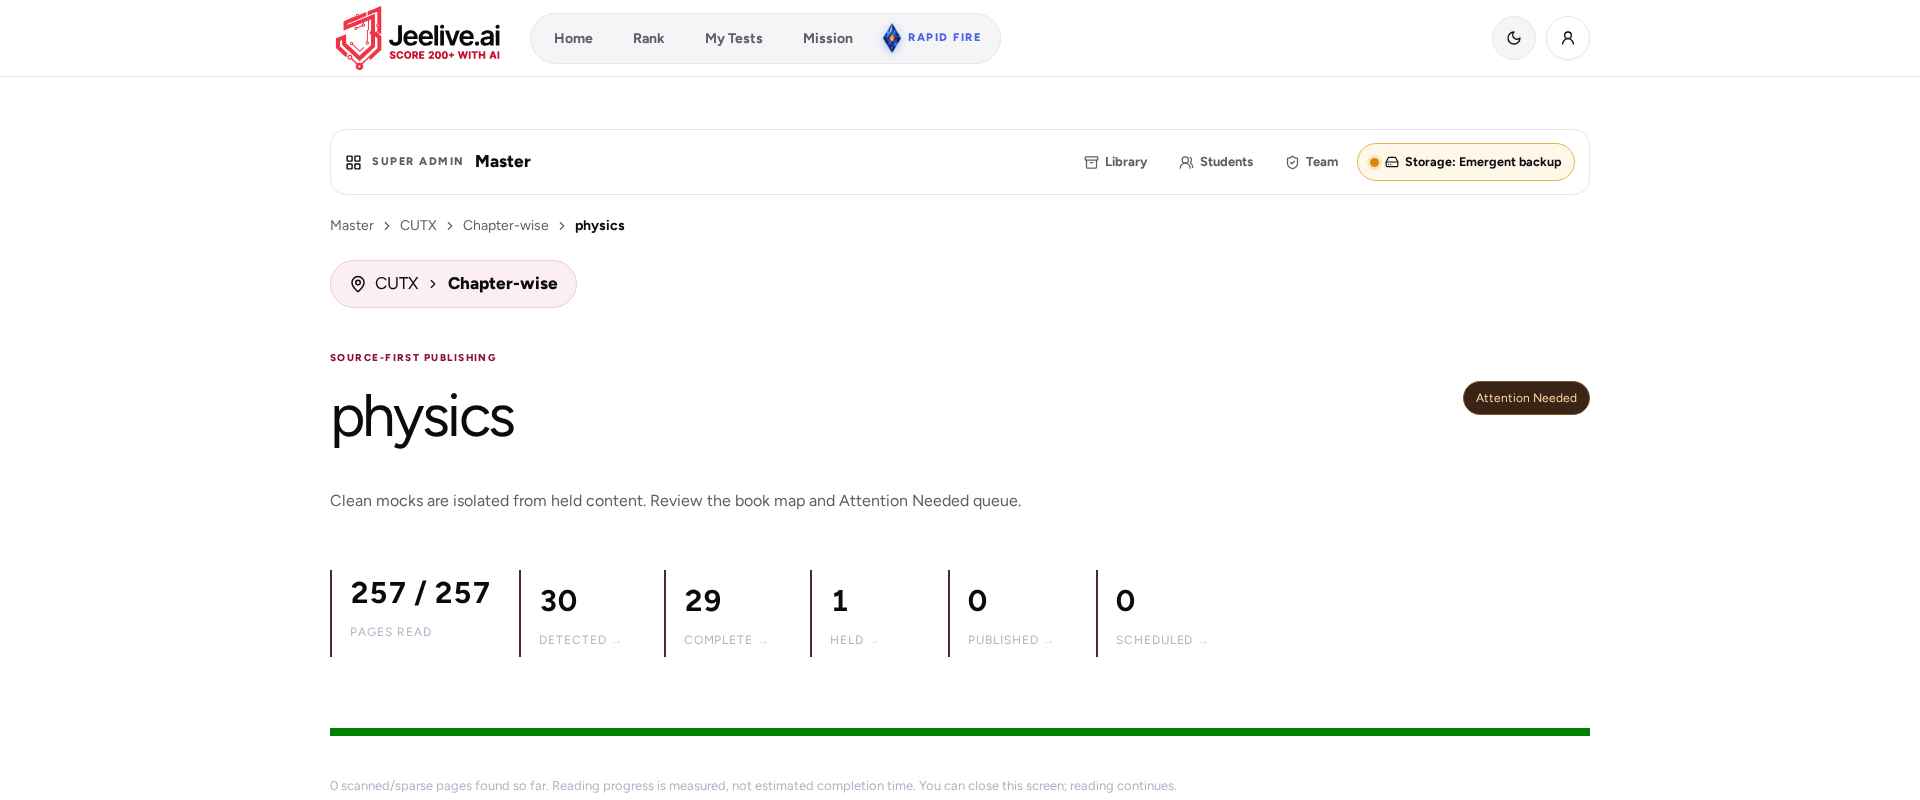 Jeelive.ai
SCORE 200+ WITH AI
Home Rank My Tests Mission RAPID FIRE
SUPER ADMIN Master Library Students Team Storage: Emergent backup
Master > CUTX > Chapter-wise > physics
CUTX > Chapter-wise
SOURCE-FIRST PUBLISHING
physics
Attention Needed
Clean mocks are isolated from held content. Review the book map and Attention Needed queue.
257 / 257 30 29 1 0 0
PAGES READ DETECTED → COMPLETE → HELD → PUBLISHED → SCHEDULED →
0 scanned/sparse pages found so far. Reading progress is measured, not estimated completion time. You can close this screen; reading continues.